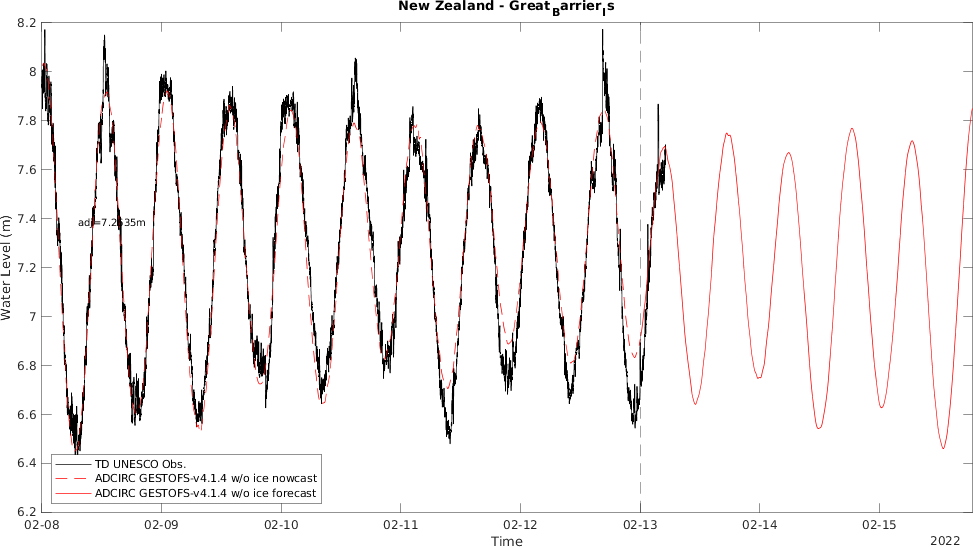 New Zealand - Great_Barrier_Is
8.2
8
7.8
7.6
7.4
7.2
7
6.8
6.6
6.4
6.2
Water Level (m)
TD UNESCO Obs.
ADCIRC GESTOFS-v4.1.4 w/o ice nowcast
ADCIRC GESTOFS-v4.1.4 w/o ice forecast
02-08 02-09 02-10 02-11 02-12 02-13 02-14 02-15
Time
2022